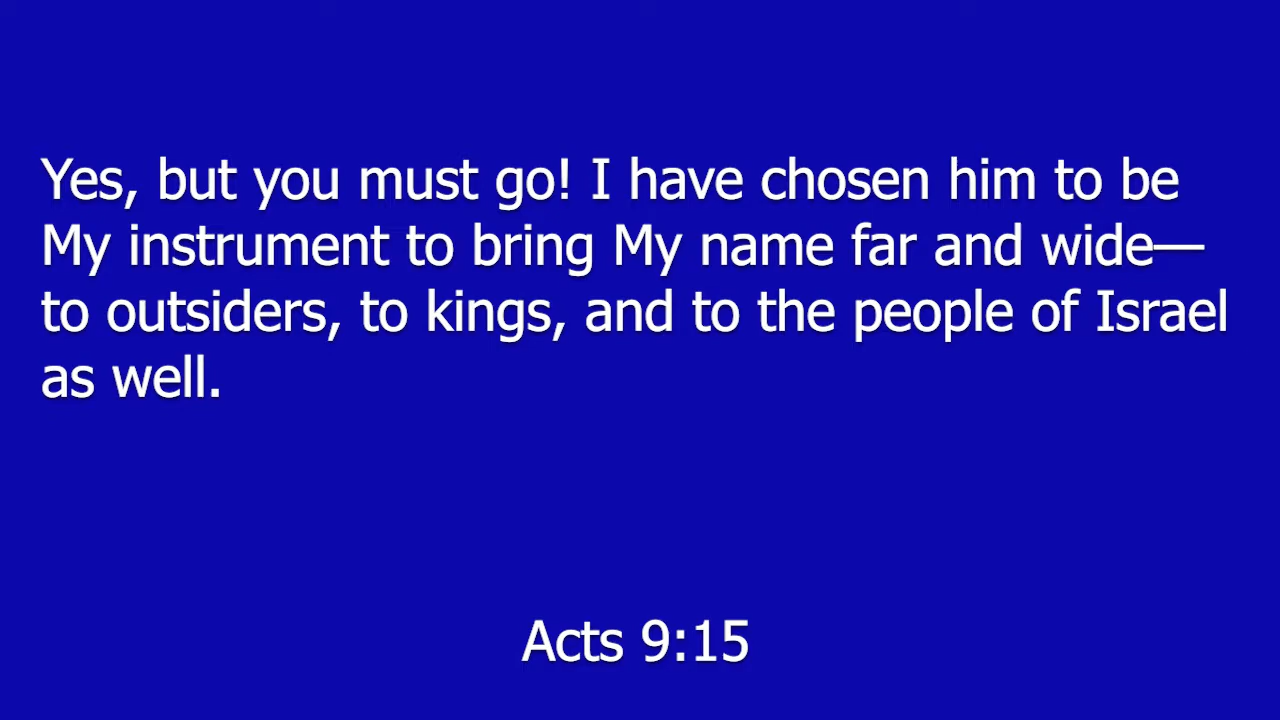 Yes, but you must go! I have chosen him to be
My instrument to bring My name far and wide—
to outsiders, to kings, and to the people of Israel
as well.
Acts 9:15